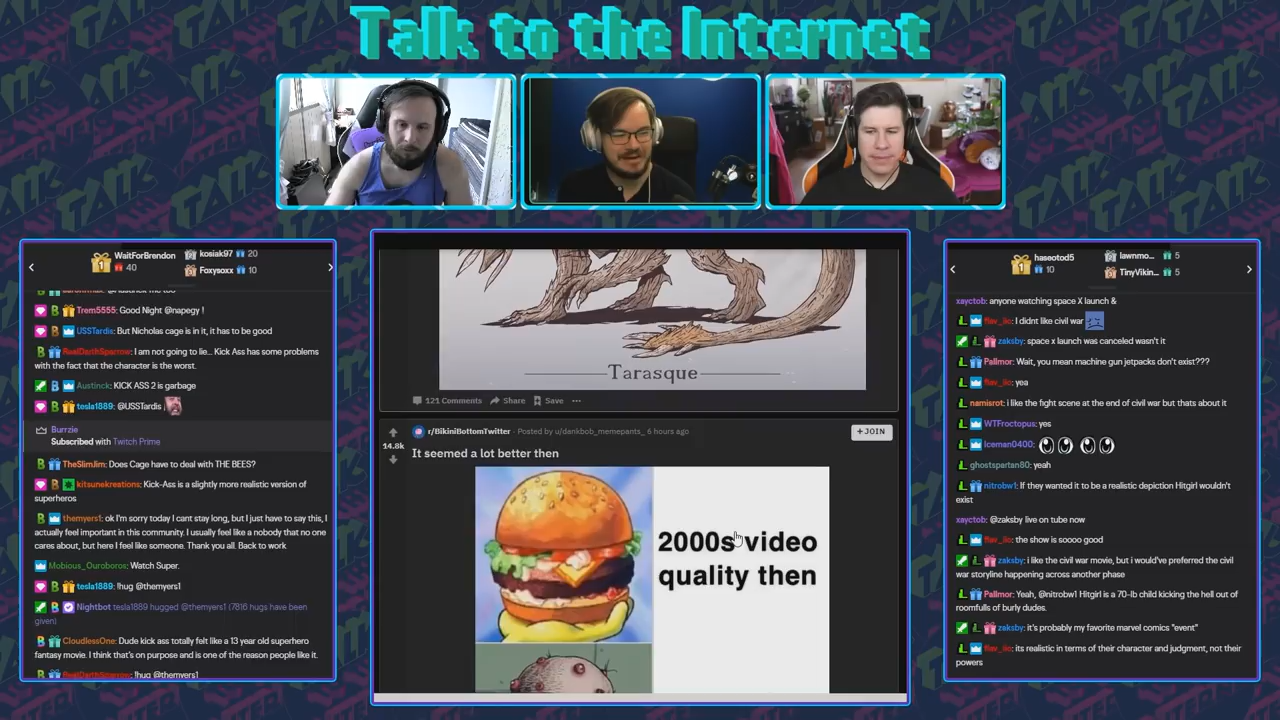 Talk to the Internet
WaitForBrendon
40
kosiak97 20
Foxysoxx 10
Trem5555: Good Night @napegy !
USSTardis: But Nicholas cage is in it, it has to be good
RealDarthSparrow: I am not going to lie... Kick Ass has some problems
with the fact that the character is the worst.
Austinck: KICK ASS 2 is garbage
tesla1889: @USSTardis
Burrzie
Subscribed with Twitch Prime
TheSlimJim: Does Cage have to deal with THE BEES?
kitsunekreations: Kick-Ass is a slightly more realistic version of
superheros
themyers1: ok I'm sorry today I cant stay long, but I just have to say this, I
actually feel important in this community. I usually feel like a nobody that no
one cares about, but here I feel like someone. Thank you all. Back to work
Mobious_Ouroboros: Watch Super.
tesla1889: !hug @themyers1
Nightbot tesla1889 hugged @themyers1 (7816 hugs have been
given)
CloudlessOne: Dude kick ass totally felt like a 13 year old superhero
fantasy movie. I think that's on purpose and is one of the reason people like it.
RealDarthSparrow: !hug @themyers1
Tarasque
121 Comments Share Save
r/BikiniBottomTwitter · Posted by u/dankbob_memepants_ 6 hours ago
+ JOIN
14.8k
It seemed a lot better then
2000s video
quality then
haseotod5
10
lawnmo... 5
TinyVikin... 5
xayctob: anyone watching space X launch &
flav_iic: I didnt like civil war
zaksby: space x launch was canceled wasn't it
Pallmor: Wait, you mean machine gun jetpacks don't exist???
yea
namisrot: i like the fight scene at the end of civil war but thats about it
WTFroctopus: yes
Iceman0400:
ghostspartan80: yeah
nitrobw1: If they wanted it to be a realistic depiction Hitgirl wouldn't
exist
xayctob: @zaksby live on tube now
the show is soooo good
zaksby: i like the civil war movie, but i would've preferred the civil
war storyline happening across another phase
Pallmor: Yeah, @nitrobw1 Hitgirl is a 70-lb child kicking the hell out of
roomfulls of burly dudes.
zaksby: it's probably my favorite marvel comics "event"
its realistic in terms of their character and judgment, not their
powers